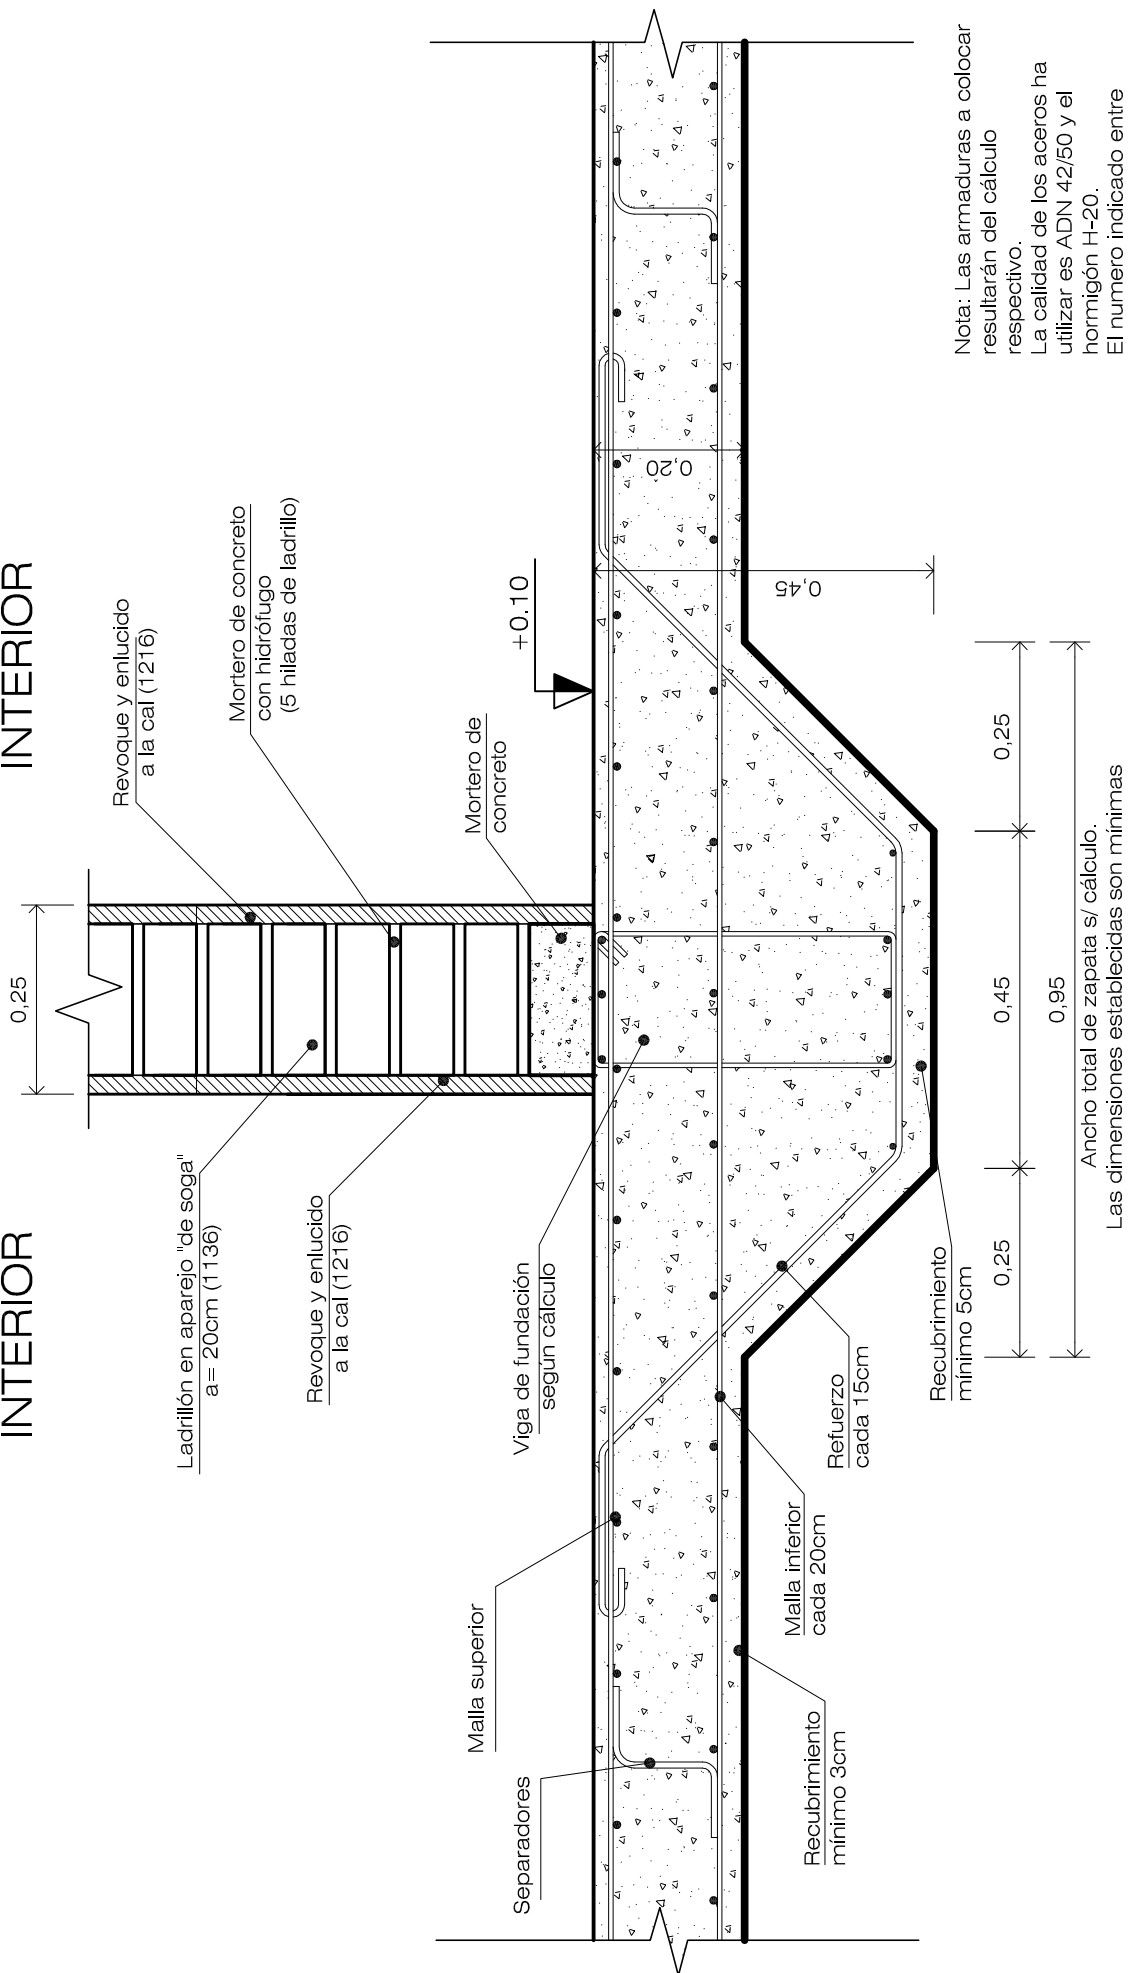 INTERIOR
INTERIOR
0,25
Ladrillón en aparejo "de soga"
a= 20cm (1136)
Revoque y enlucido
a la cal (1216)
Revoque y enlucido
a la cal (1216)
Mortero de concreto
con hidrófugo
(5 hiladas de ladrillo)
Mortero de
concreto
+0.10
Viga de fundación
según cálculo
Malla superior
Separadores
0,20
0,45
Recubrimiento
mínimo 3cm
Malla inferior
cada 20cm
Refuerzo
cada 15cm
Recubrimiento
mínimo 5cm
0,25
0,45
0,25
0,95
Ancho total de zapata s/ cálculo.
Las dimensiones establecidas son mínimas
Nota: Las armaduras a colocar
resultarán del cálculo
respectivo.
La calidad de los aceros ha
utilizar es ADN 42/50 y el
hormigón H-20.
El numero indicado entre